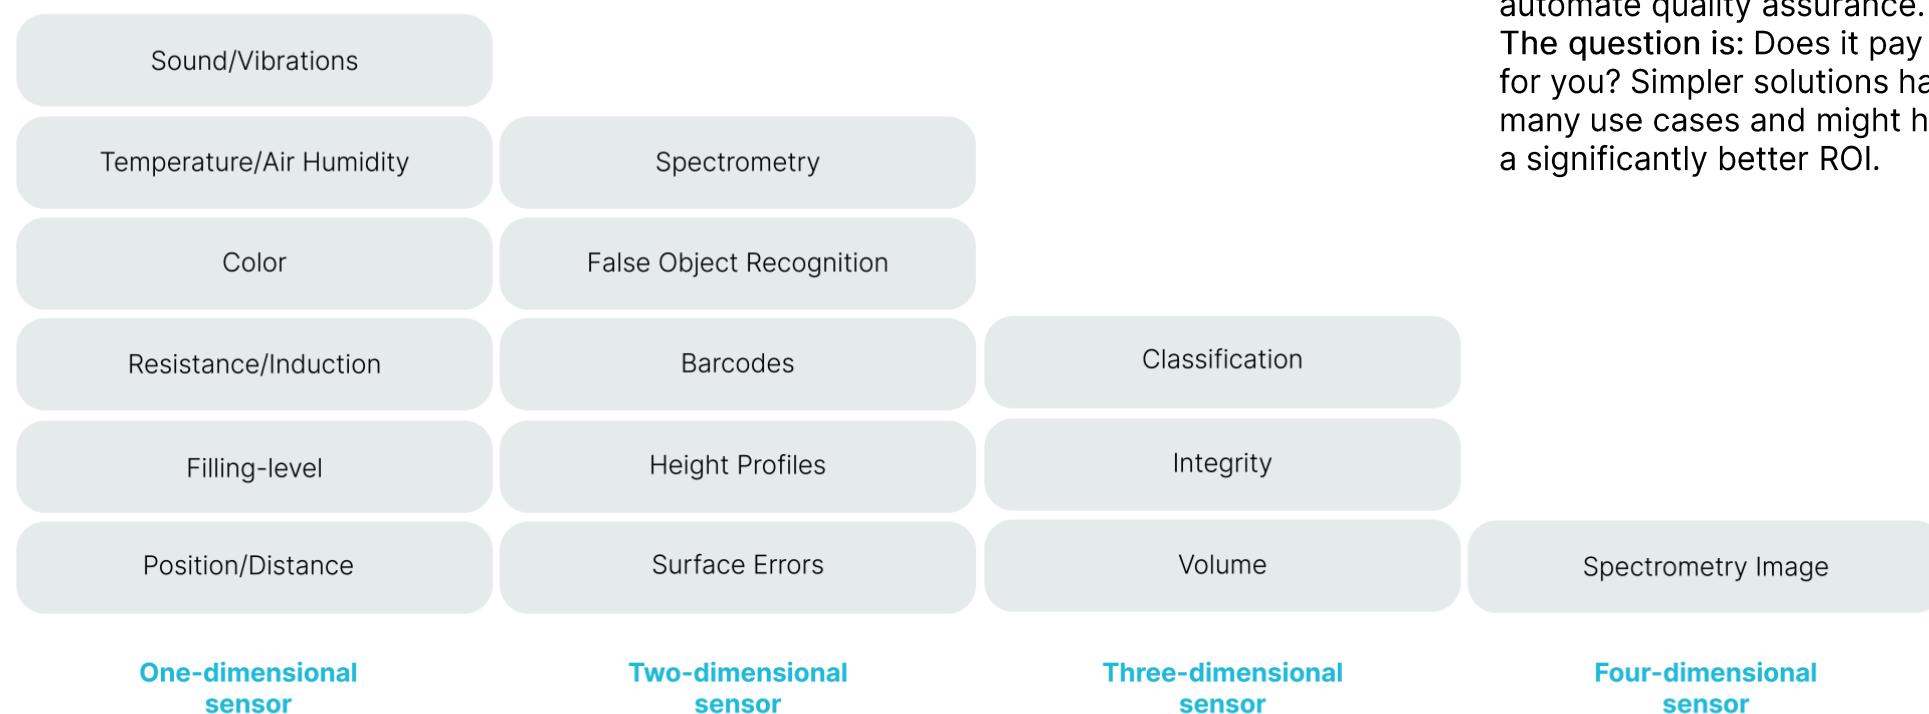 automate quality assurance.
The question is: Does it pay
for you? Simpler solutions
many use cases and might
a significantly better ROI.
Sound/Vibrations
Temperature/Air Humidity
Spectrometry
Color
False Object Recognition
Resistance/Induction
Barcodes
Classification
Filling-level
Height Profiles
Integrity
Position/Distance
Surface Errors
Volume
Spectrometry Image
One-dimensional
sensor
Two-dimensional
sensor
Three-dimensional
sensor
Four-dimensional
sensor